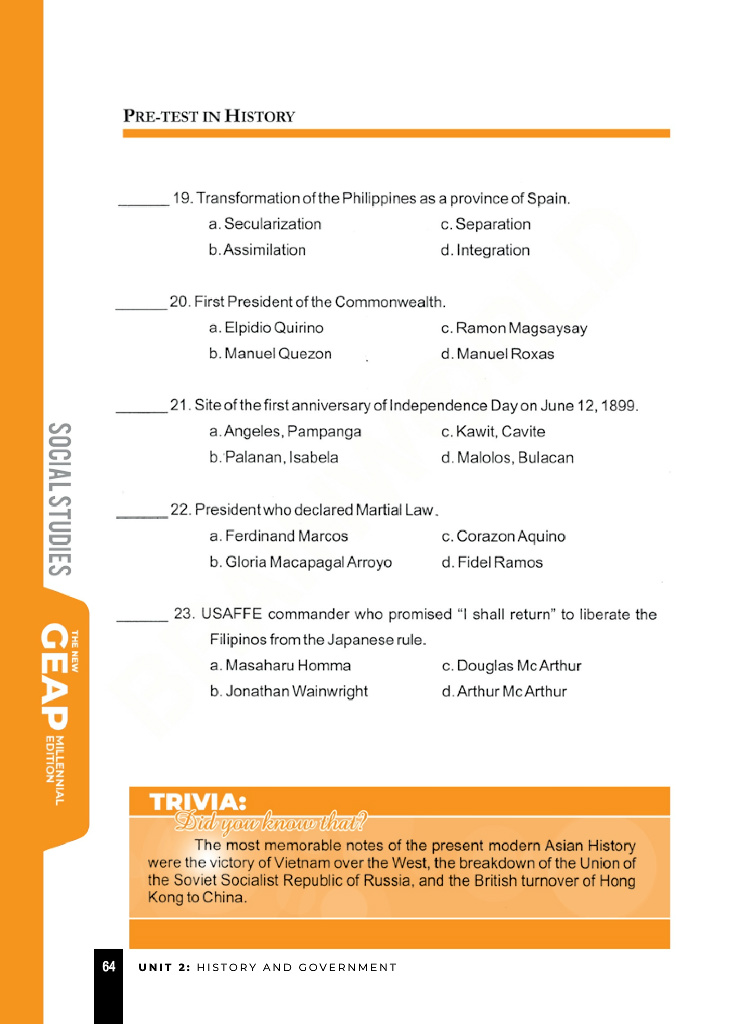 PRE-TEST IN HISTORY
______ 19. Transformation of the Philippines as a province of Spain.
a. Secularization c. Separation
b. Assimilation d. Integration
______ 20. First President of the Commonwealth.
a. Elpidio Quirino c. Ramon Magsaysay
b. Manuel Quezon d. Manuel Roxas
______ 21. Site of the first anniversary of Independence Day on June 12, 1899.
a. Angeles, Pampanga c. Kawit, Cavite
b. Palanan, Isabela d. Malolos, Bulacan
______ 22. President who declared Martial Law.
a. Ferdinand Marcos c. Corazon Aquino
b. Gloria Macapagal Arroyo d. Fidel Ramos
______ 23. USAFFE commander who promised "I shall return" to liberate the
Filipinos from the Japanese rule.
a. Masaharu Homma c. Douglas Mc Arthur
b. Jonathan Wainwright d. Arthur Mc Arthur
SOCIAL STUDIES
THE NEW
GEAP
MILLENNIAL
EDITION
TRIVIA:
Did you know that?
The most memorable notes of the present modern Asian History
were the victory of Vietnam over the West, the breakdown of the Union of
the Soviet Socialist Republic of Russia, and the British turnover of Hong
Kong to China.
64 UNIT 2: HISTORY AND GOVERNMENT